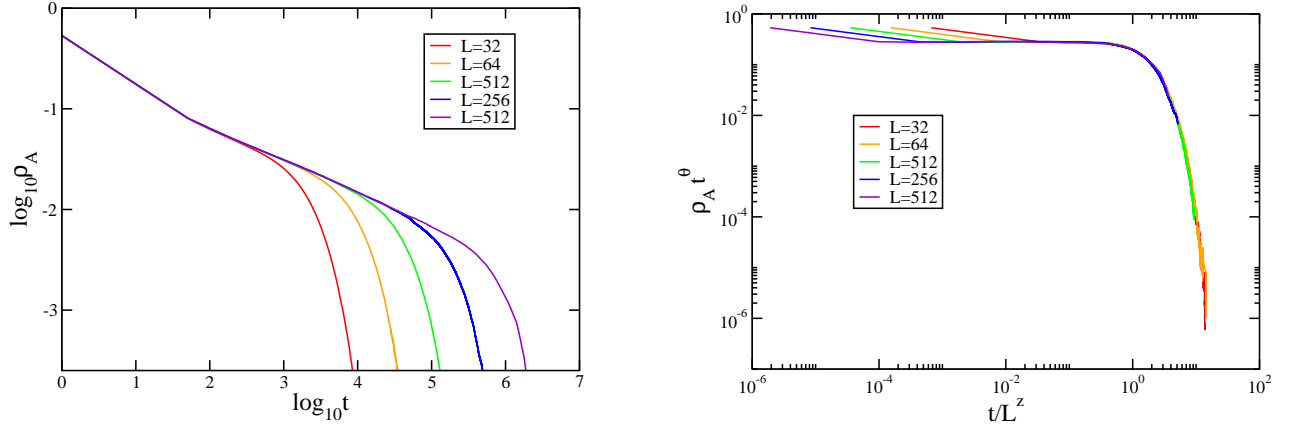 0
-1
-2
-3
log10ρA
L=32
L=64
L=512
L=256
L=512
0 1 2 3 4 5 6 7
log10t
10^0
10^-2
10^-4
10^-6
ρA t^θ
L=32
L=64
L=512
L=256
L=512
10^-6 10^-4 10^-2 10^0 10^2
t/L^z